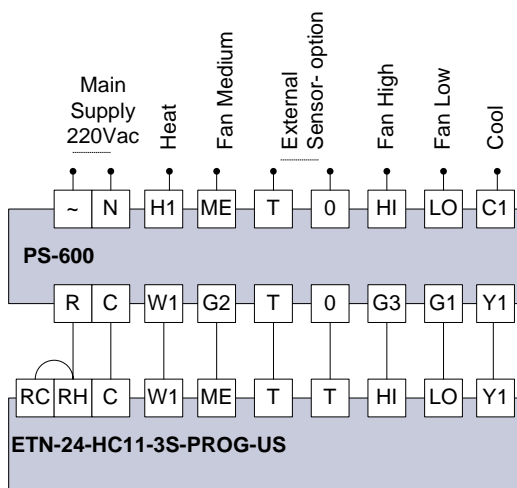 Main
Supply
220Vac
Heat
Fan Medium
External
Sensor- option
Fan High
Fan Low
Cool
~ N H1 ME T 0 HI LO C1
PS-600
R C W1 G2 T 0 G3 G1 Y1
RC RH C W1 ME T T HI LO Y1
ETN-24-HC11-3S-PROG-US